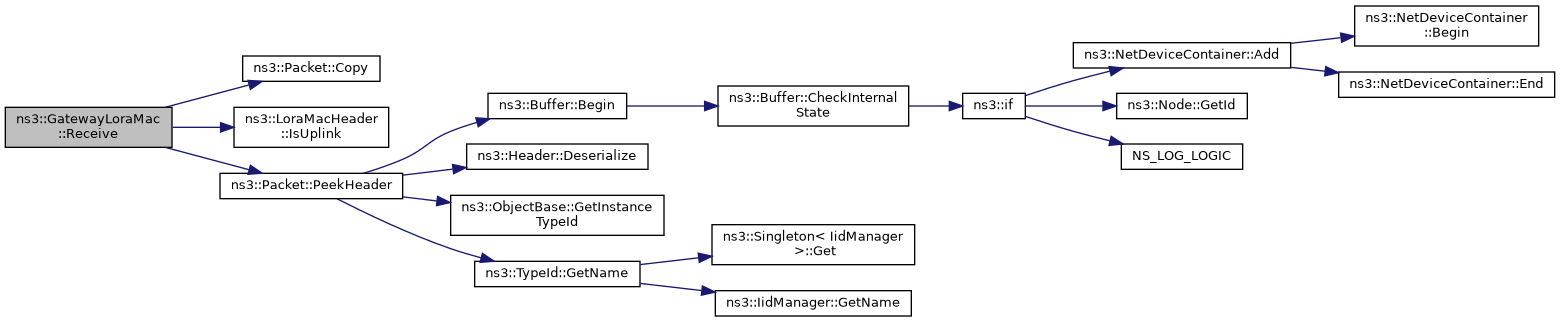 ns3::GatewayLoraMac
::Receive
ns3::Packet::Copy
ns3::LoraMacHeader
::IsUplink
ns3::Packet::PeekHeader
ns3::Buffer::Begin
ns3::Header::Deserialize
ns3::ObjectBase::GetInstance
TypeId
ns3::TypeId::GetName
ns3::Buffer::CheckInternal
State
ns3::Singleton< IidManager
>::Get
ns3::IidManager::GetName
ns3::if
ns3::NetDeviceContainer::Add
ns3::Node::GetId
NS_LOG_LOGIC
ns3::NetDeviceContainer
::Begin
ns3::NetDeviceContainer::End